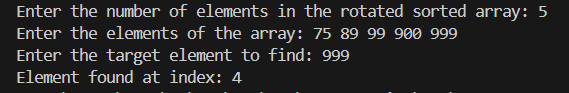 Enter the number of elements in the rotated sorted array: 5
Enter the elements of the array: 75 89 99 900 999
Enter the target element to find: 999
Element found at index: 4